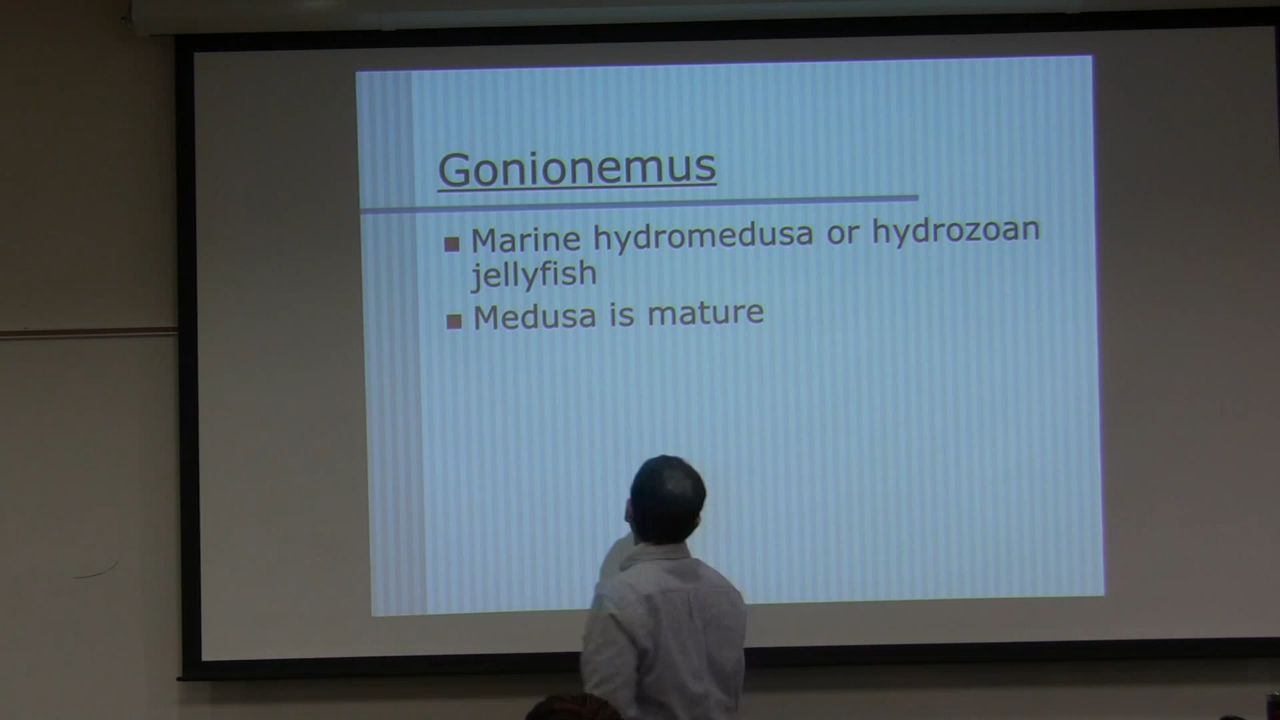 Gonionemus
Marine hydromedusa or hydrozoan
jellyfish
Medusa is mature